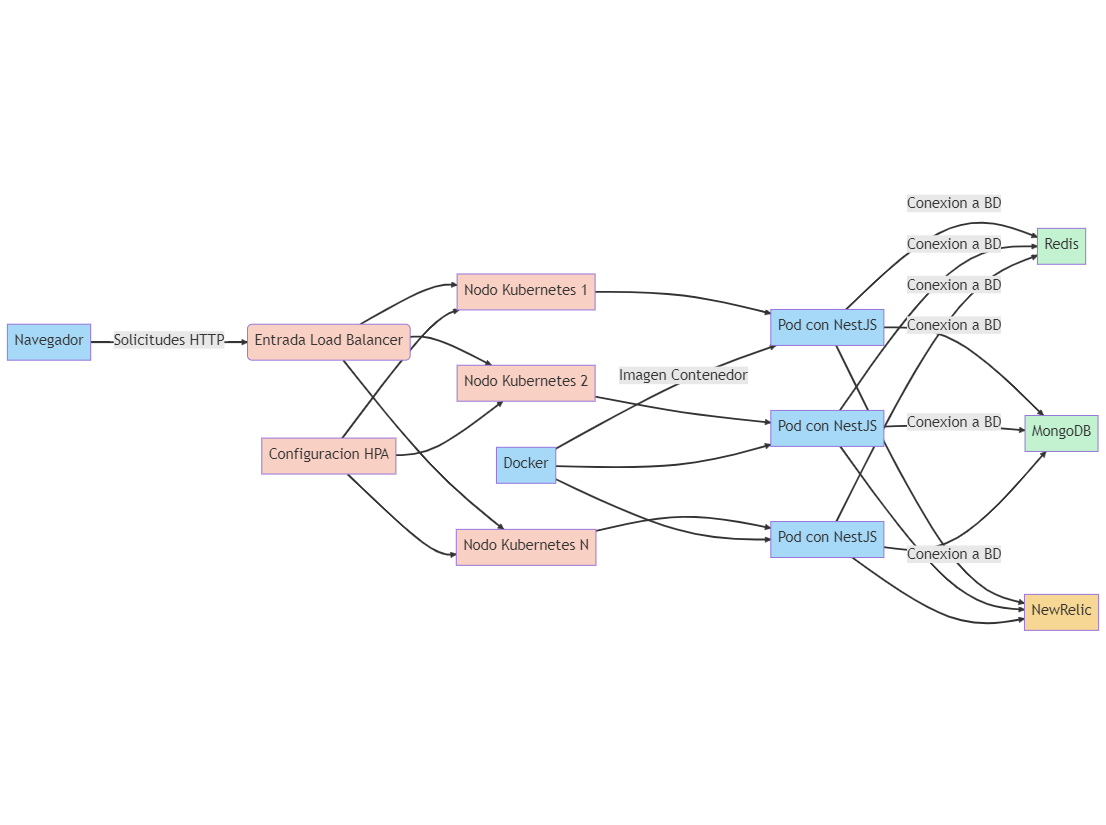 Navegador
Solicitudes HTTP
Entrada Load Balancer
Configuracion HPA
Nodo Kubernetes 1
Nodo Kubernetes 2
Nodo Kubernetes N
Docker
Imagen Contenedor
Pod con NestJS
Pod con NestJS
Pod con NestJS
Conexion a BD
Conexion a BD
Conexion a BD
Conexion a BD
Conexion a BD
Conexion a BD
Redis
MongoDB
NewRelic